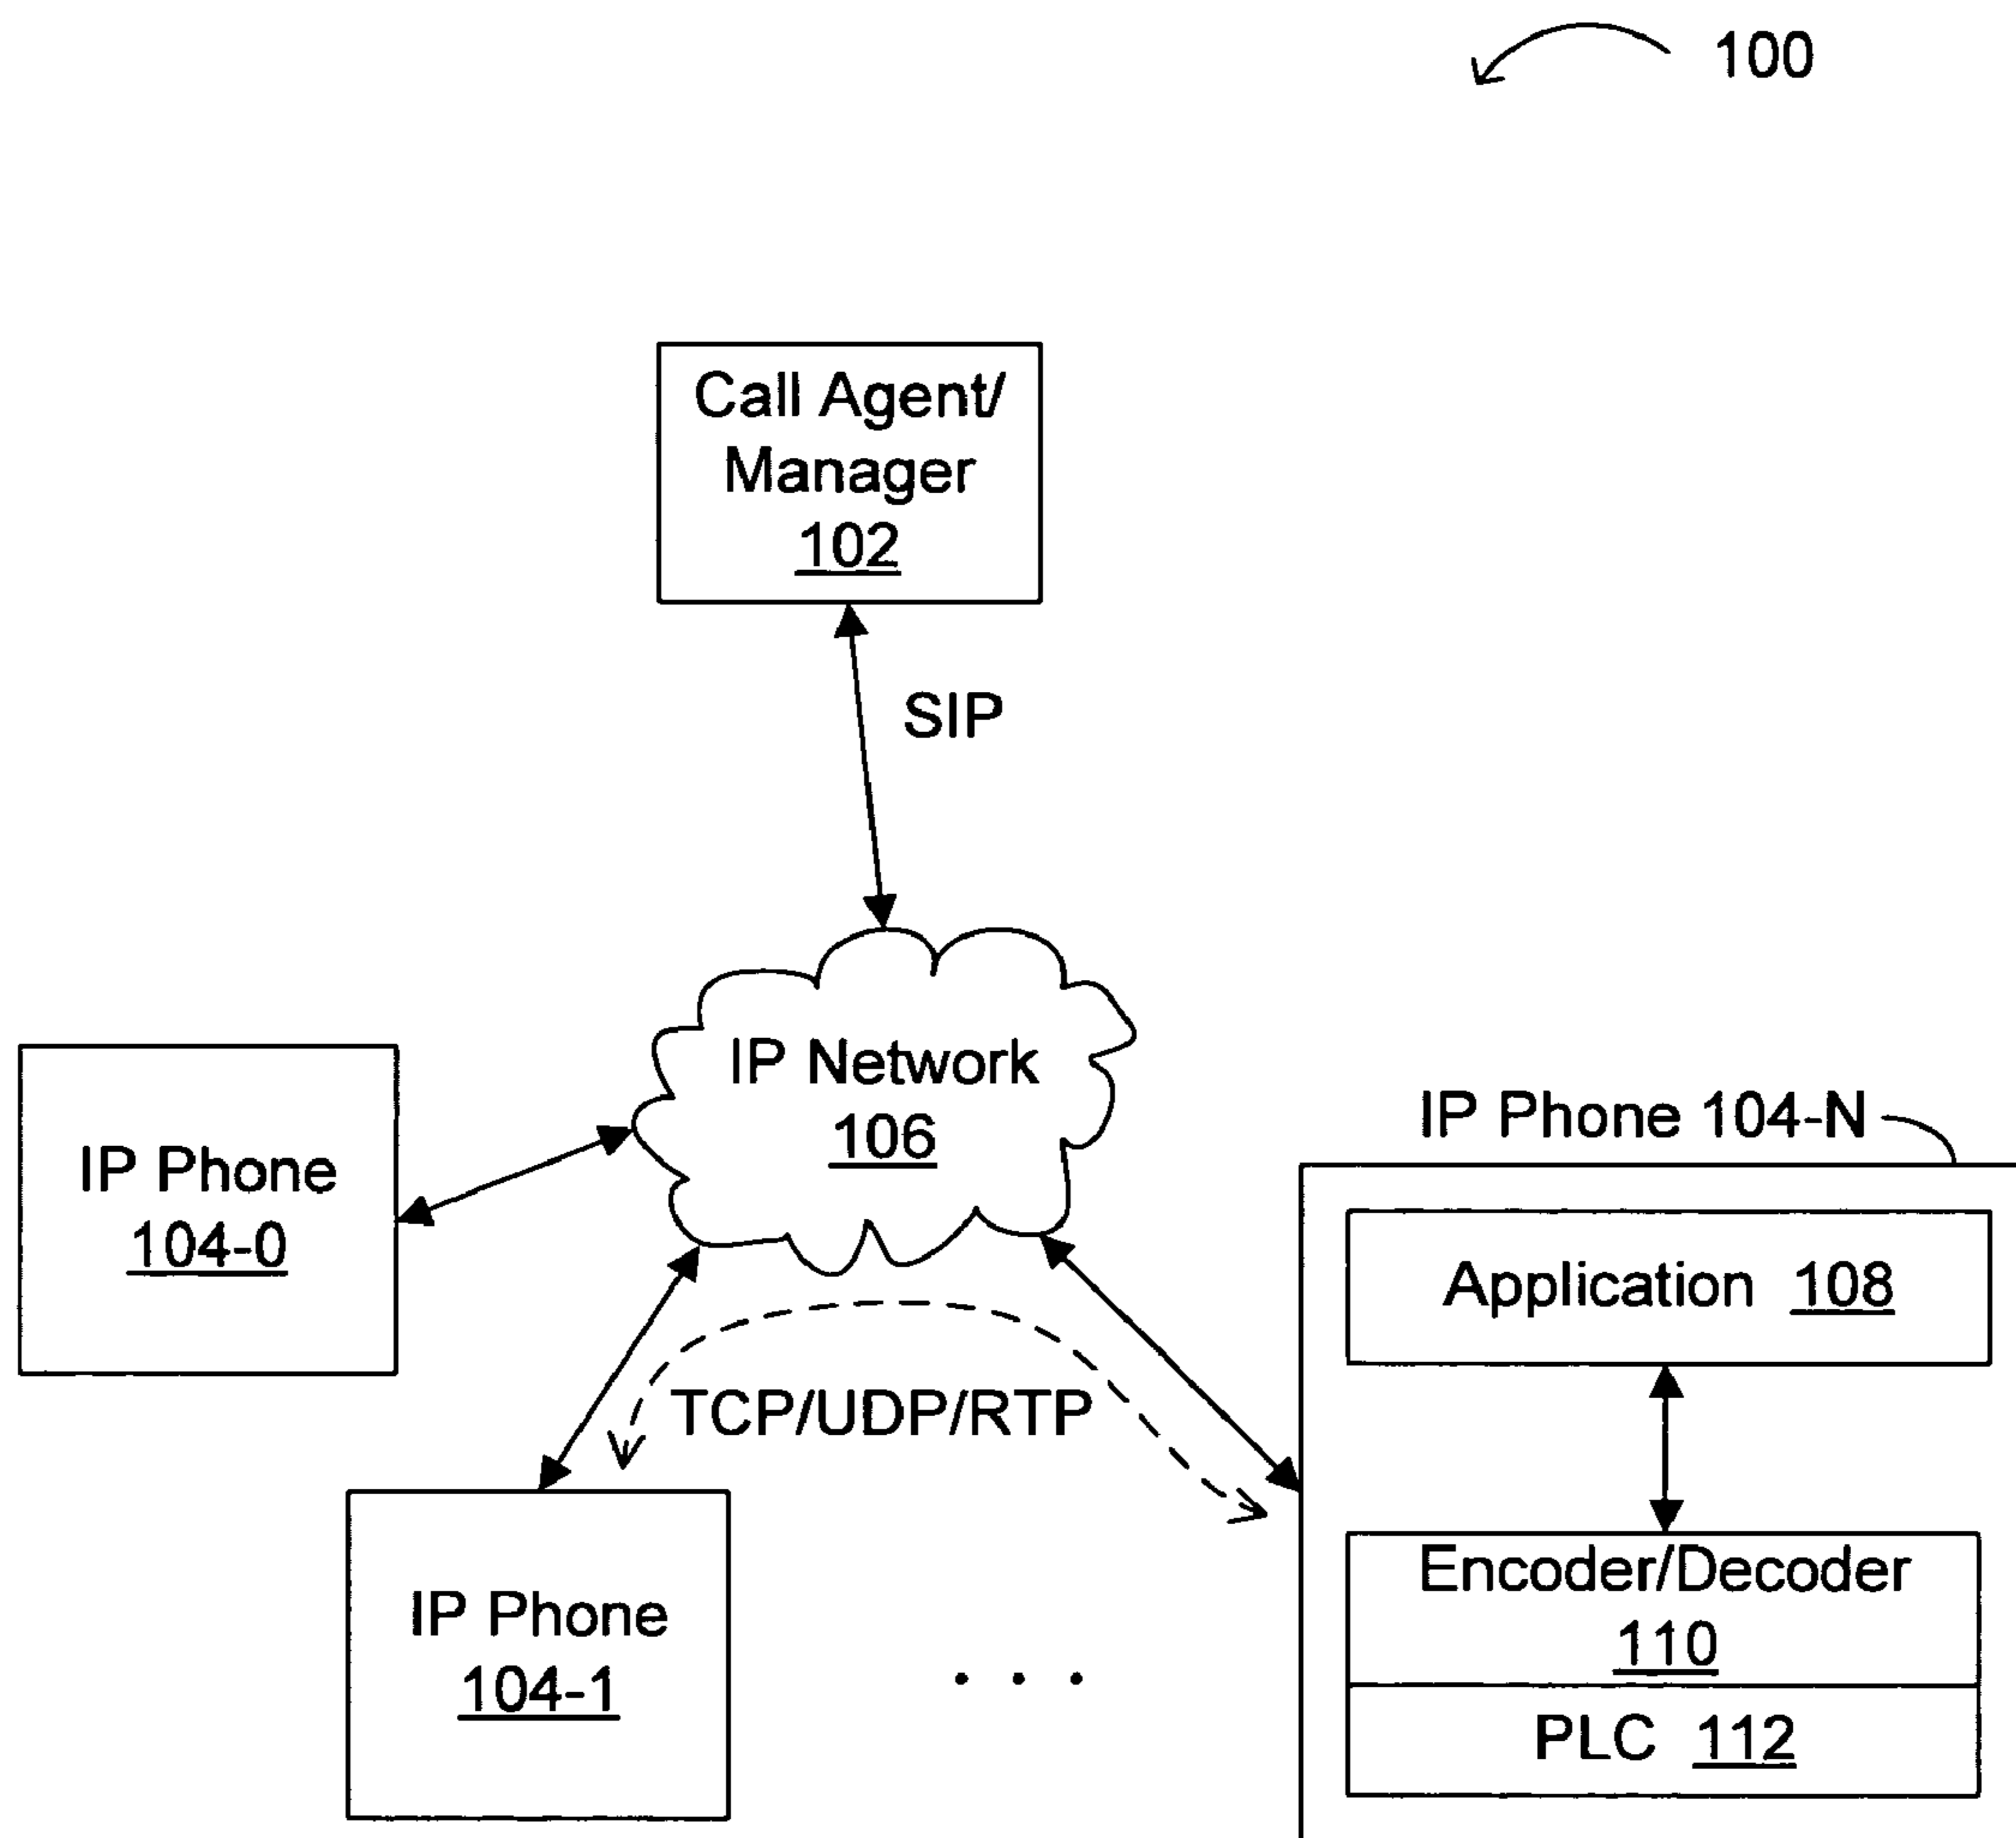 100
Call Agent/
Manager
102
SIP
IP Network
106
IP Phone
104-0
IP Phone 104-N
Application 108
TCP/UDP/RTP
Encoder/Decoder
110
IP Phone
104-1
. . .
PLC 112